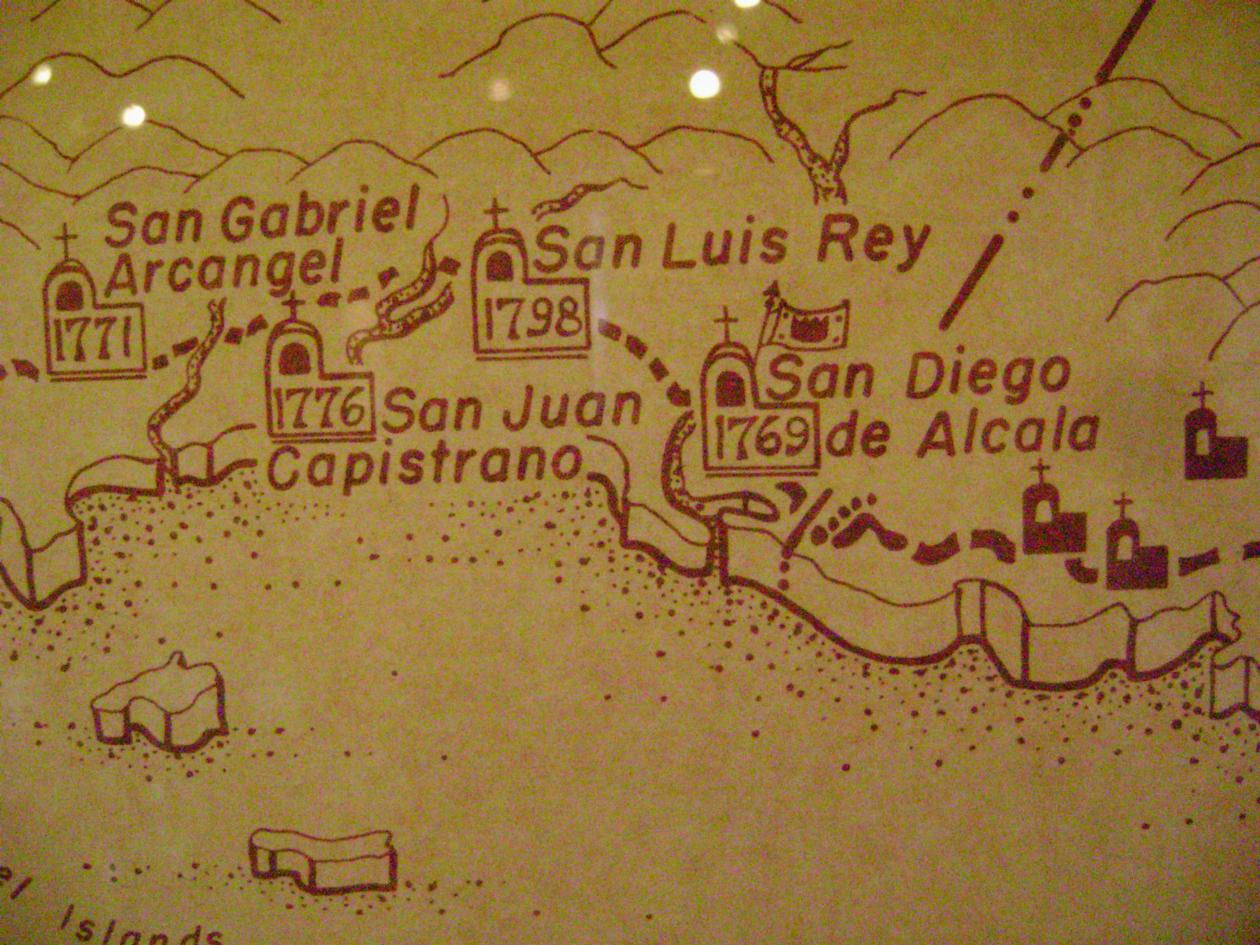 San Gabriel
Arcangel
1771
San Luis Rey
1798
1776
San Juan
Capistrano
San Diego
de Alcala
1769
Islands